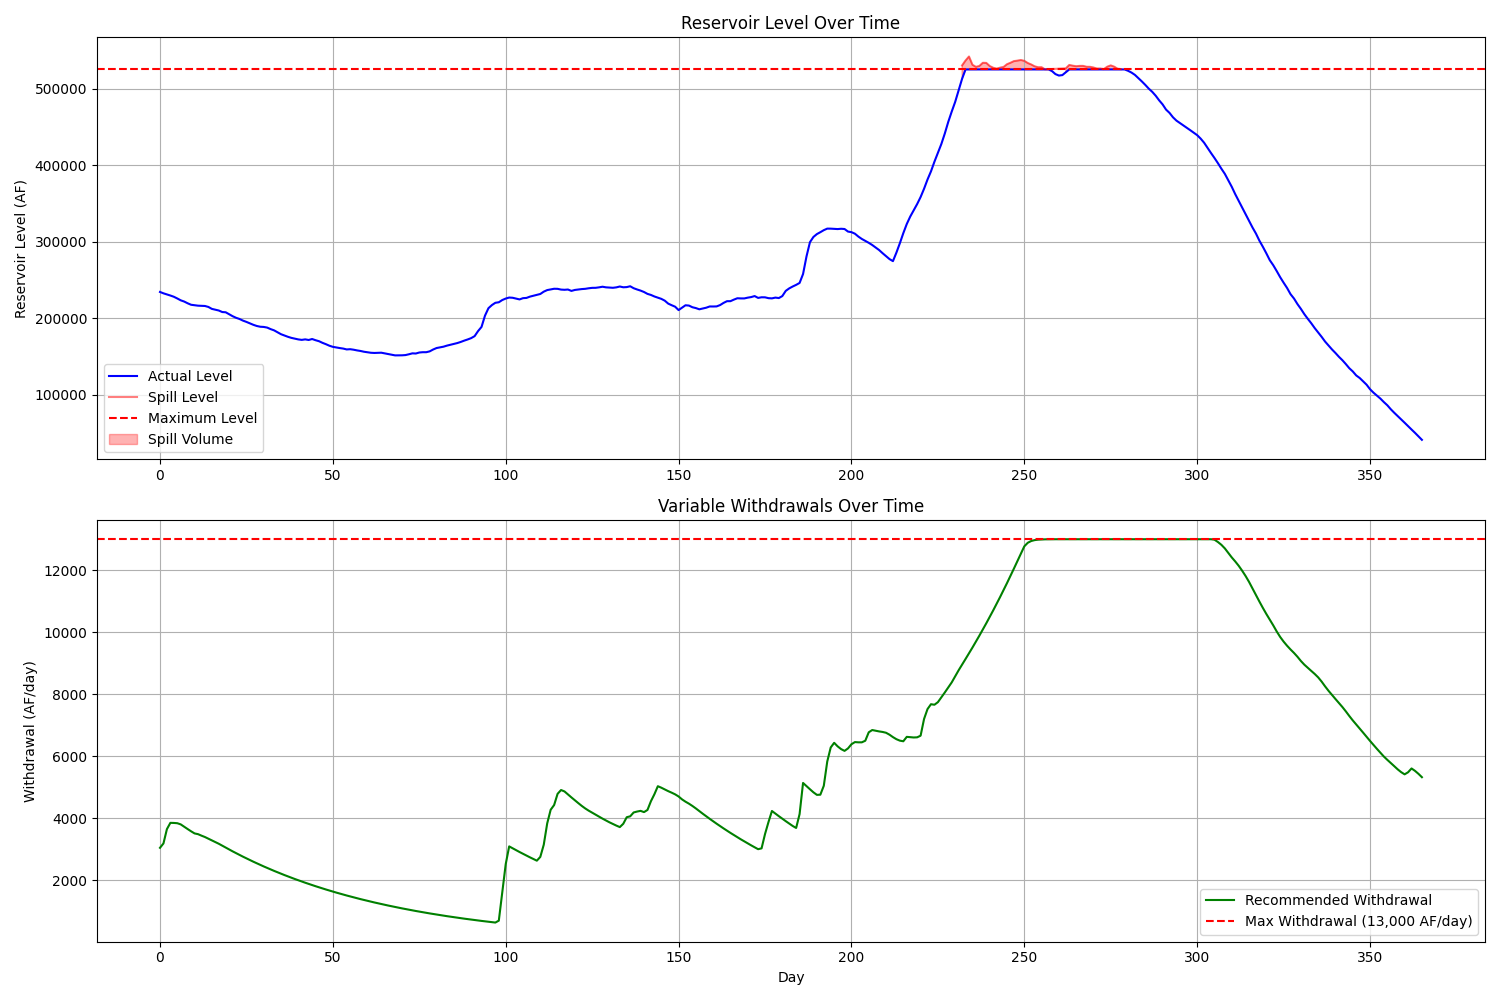 Reservoir Level Over Time
Reservoir Level (AF)
500000
400000
300000
200000
100000
Actual Level
Spill Level
Maximum Level
Spill Volume
0 50 100 150 200 250 300 350
Variable Withdrawals Over Time
Withdrawal (AF/day)
12000
10000
8000
6000
4000
2000
Recommended Withdrawal
Max Withdrawal (13,000 AF/day)
0 50 100 150 200 250 300 350
Day